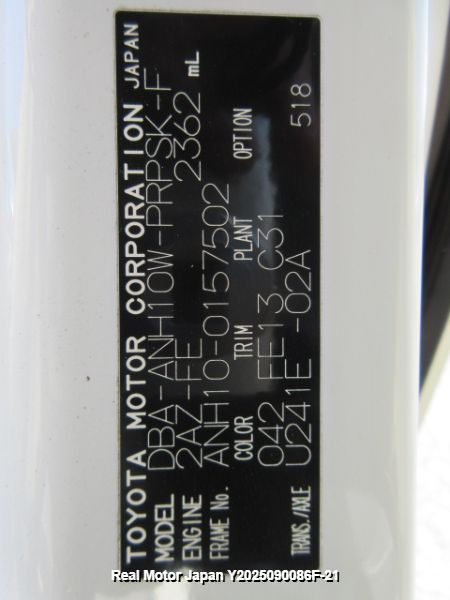 TOYOTA MOTOR CORPORATION JAPAN
MODEL DBA-ANH10W-PRPSK-F
ENGINE 2AZ-FE 2362 mL
FRAME No. ANH10-0157502
COLOR TRIM PLANT OPTION
042 FE13 C31 518
TRANS./AXLE U241E -02A
Real Motor Japan Y2025090086F-21